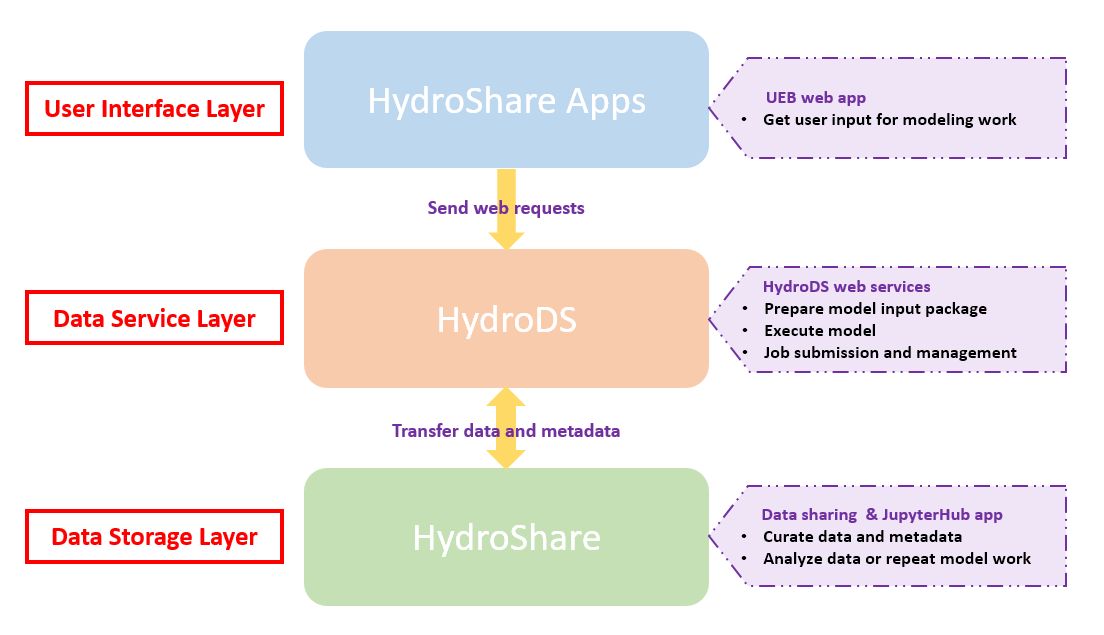 HydroShare Apps
User Interface Layer
UEB web app
• Get user input for modeling work
Send web requests
HydroDS
Data Service Layer
HydroDS web services
• Prepare model input package
• Execute model
• Job submission and management
Transfer data and metadata
HydroShare
Data Storage Layer
Data sharing & JupyterHub app
• Curate data and metadata
• Analyze data or repeat model work